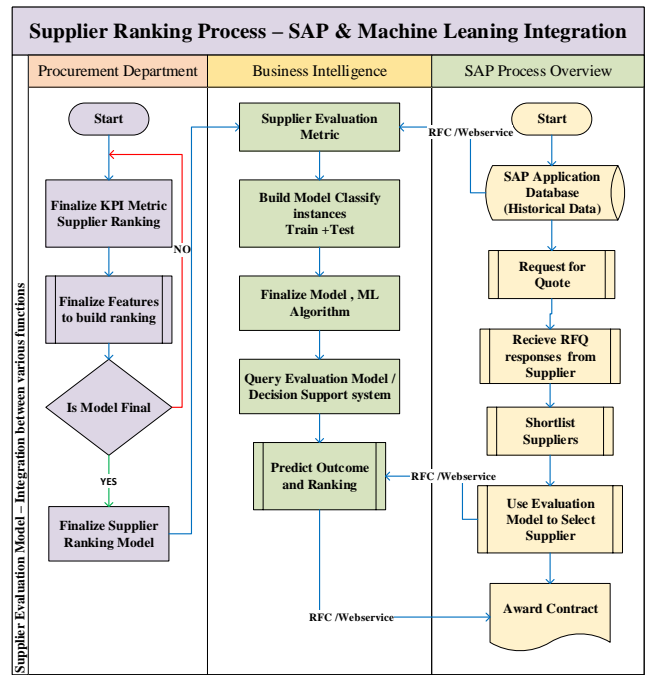 Supplier Ranking Process – SAP & Machine Leaning Integration
Supplier Evaluation Model – Integration between various functions
Procurement Department
Start
Finalize KPI Metric
Supplier Ranking
NO
Finalize Features
to build ranking
Is Model Final
YES
Finalize Supplier
Ranking Model
Business Intelligence
Supplier Evaluation
Metric
Build Model Classify
instances
Train +Test
Finalize Model , ML
Algorithm
Query Evaluation Model /
Decision Support system
Predict Outcome
and Ranking
RFC /Webservice
SAP Process Overview
Start
RFC /Webservice
SAP Application
Database
(Historical Data)
Request for
Quote
Recieve RFQ
responses from
Supplier
Shortlist
Suppliers
RFC /Webservice
Use Evaluation
Model to Select
Supplier
Award Contract